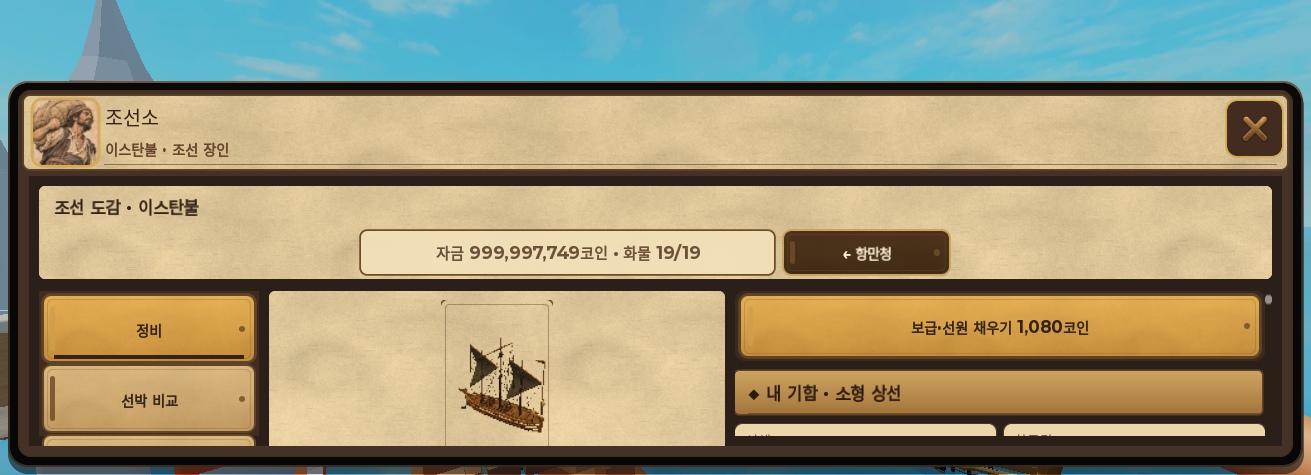 조선소
이스탄불 • 조선 장인
조선 도감 • 이스탄불
자금 999,997,749코인 • 화물 19/19
← 항만청
정비
선박 비교
보급•선원 채우기 1,080코인
◆ 내 기함 • 소형 상선